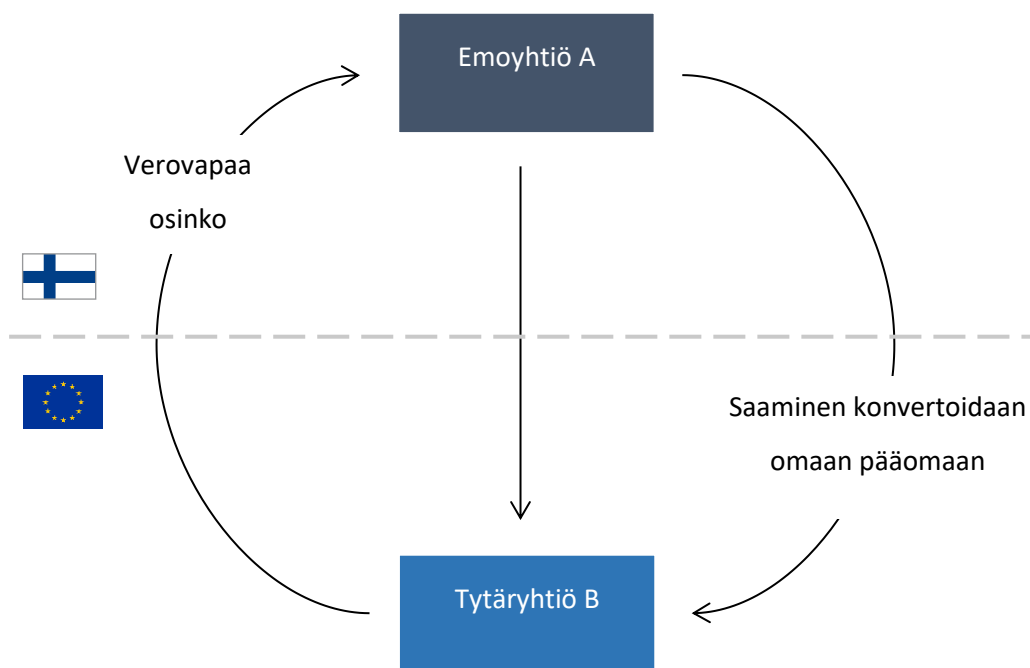 Emoyhtiö A
Verovapaa
osinko
Saaminen konvertoidaan
omaan pääomaan
Tytäryhtiö B